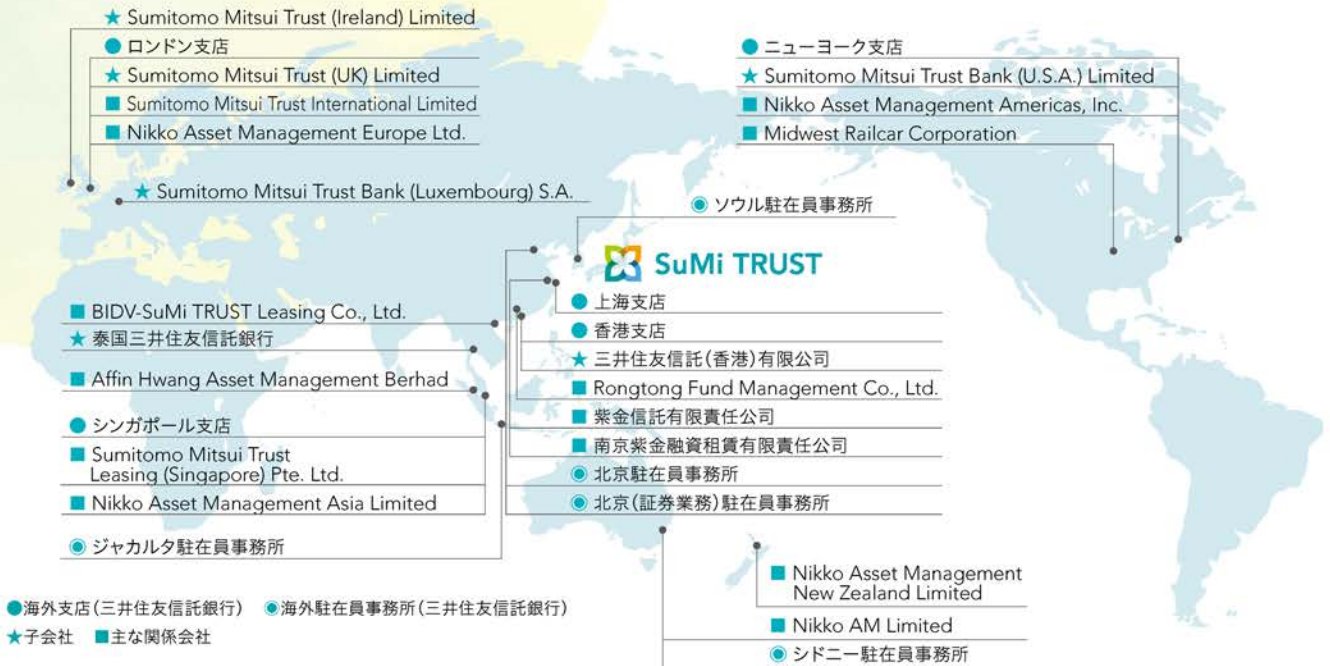 ★ Sumitomo Mitsui Trust (Ireland) Limited
● ロンドン支店
★ Sumitomo Mitsui Trust (UK) Limited
■ Sumitomo Mitsui Trust International Limited
■ Nikko Asset Management Europe Ltd.
★ Sumitomo Mitsui Trust Bank (Luxembourg) S.A.
● ニューヨーク支店
★ Sumitomo Mitsui Trust Bank (U.S.A.) Limited
■ Nikko Asset Management Americas, Inc.
■ Midwest Railcar Corporation
◉ ソウル駐在員事務所
SuMi TRUST
■ BIDV-SuMi TRUST Leasing Co., Ltd.
★ 泰国三井住友信託銀行
■ Affin Hwang Asset Management Berhad
● シンガポール支店
■ Sumitomo Mitsui Trust
Leasing (Singapore) Pte. Ltd.
■ Nikko Asset Management Asia Limited
◉ ジャカルタ駐在員事務所
● 上海支店
● 香港支店
★ 三井住友信託(香港)有限公司
■ Rongtong Fund Management Co., Ltd.
■ 紫金信託有限責任公司
■ 南京紫金融資租賃有限責任公司
◉ 北京駐在員事務所
◉ 北京(証券業務)駐在員事務所
■ Nikko Asset Management
New Zealand Limited
■ Nikko AM Limited
◉ シドニー駐在員事務所
●海外支店(三井住友信託銀行) ◉海外駐在員事務所(三井住友信託銀行)
★子会社 ■主な関係会社